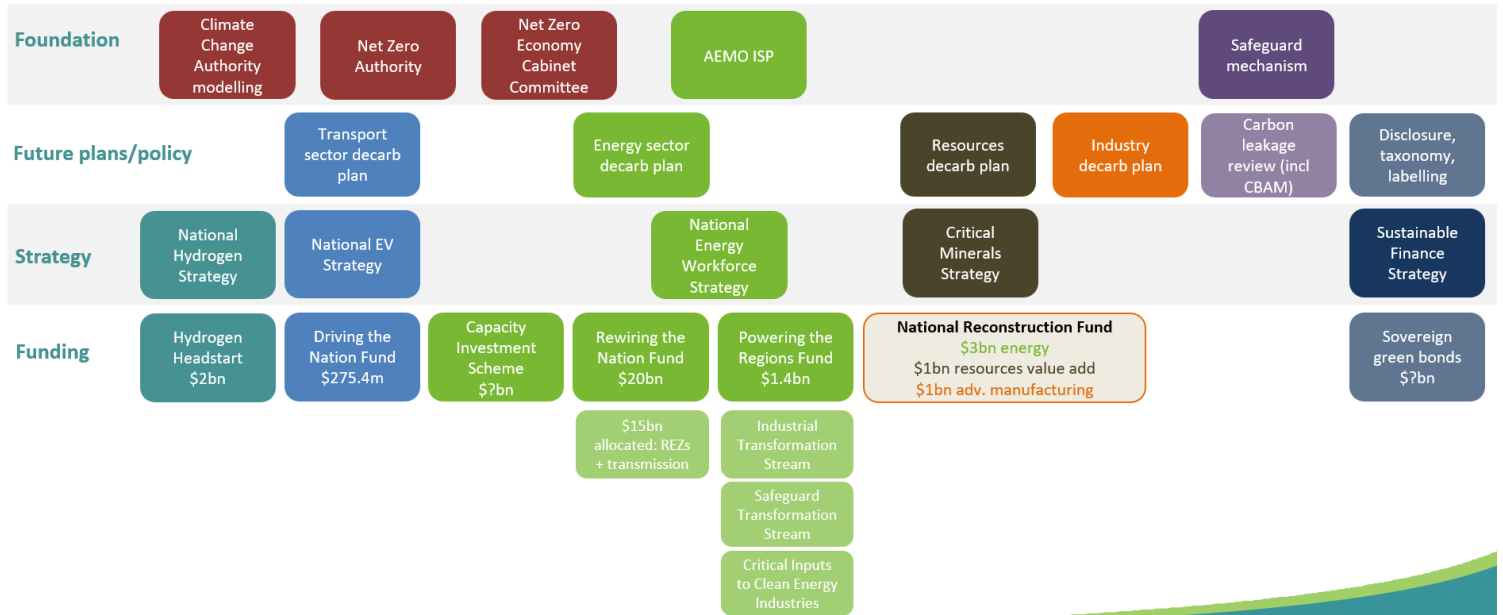 Foundation
Climate
Change
Authority
modelling
Net Zero
Authority
Net Zero
Economy
Cabinet
Committee
AEMO ISP
Safeguard
mechanism
Future plans/policy
Transport
sector decarb
plan
Energy sector
decarb plan
Resources
decarb plan
Industry
decarb plan
Carbon
leakage
review (incl
CBAM)
Disclosure,
taxonomy,
labelling
Strategy
National
Hydrogen
Strategy
National EV
Strategy
National
Energy
Workforce
Strategy
Critical
Minerals
Strategy
Sustainable
Finance
Strategy
Funding
Hydrogen
Headstart
$2bn
Driving the
Nation Fund
$275.4m
Capacity
Investment
Scheme
$?bn
Rewiring the
Nation Fund
$20bn
Powering the
Regions Fund
$1.4bn
National Reconstruction Fund
$3bn energy
$1bn resources value add
$1bn adv. manufacturing
Sovereign
green bonds
$?bn
$15bn
allocated: REZs
+ transmission
Industrial
Transformation
Stream
Safeguard
Transformation
Stream
Critical Inputs
to Clean Energy
Industries